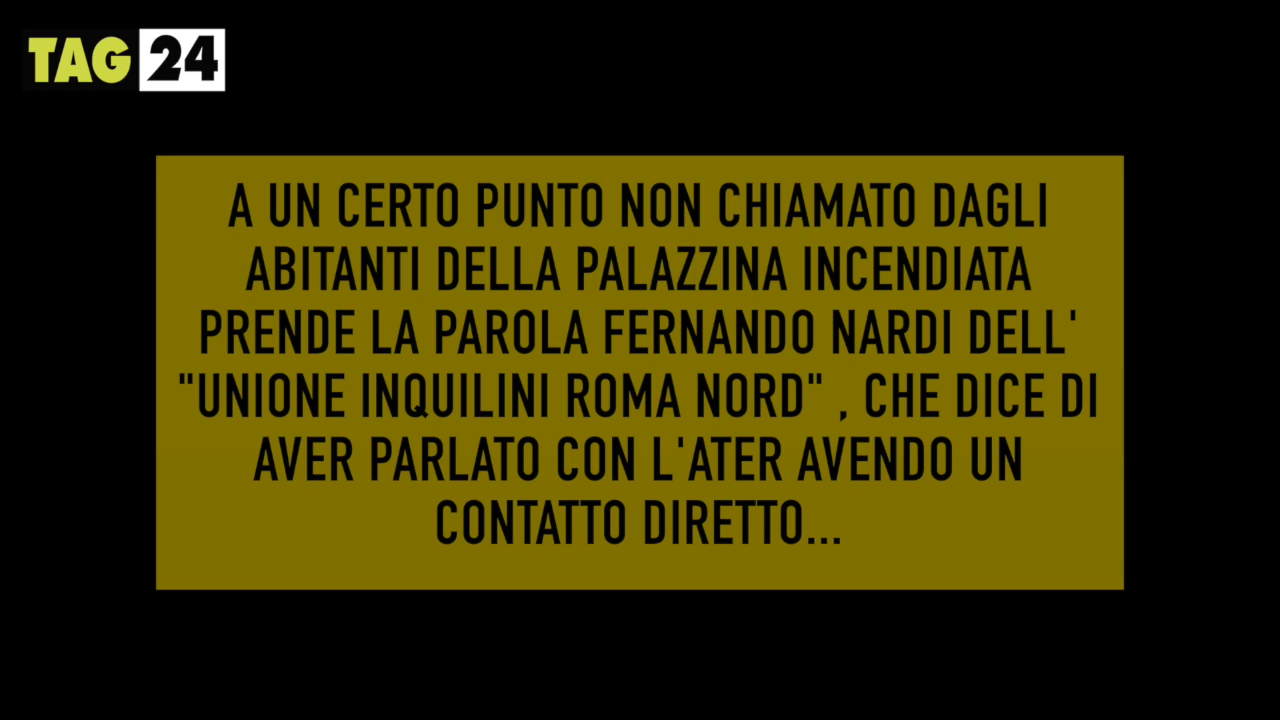 TAG 24
A UN CERTO PUNTO NON CHIAMATO DAGLI
ABITANTI DELLA PALAZZINA INCENDIATA
PRENDE LA PAROLA FERNANDO NARDI DELL'
"UNIONE INQUILINI ROMA NORD" , CHE DICE DI
AVER PARLATO CON L'ATER AVENDO UN
CONTATTO DIRETTO...